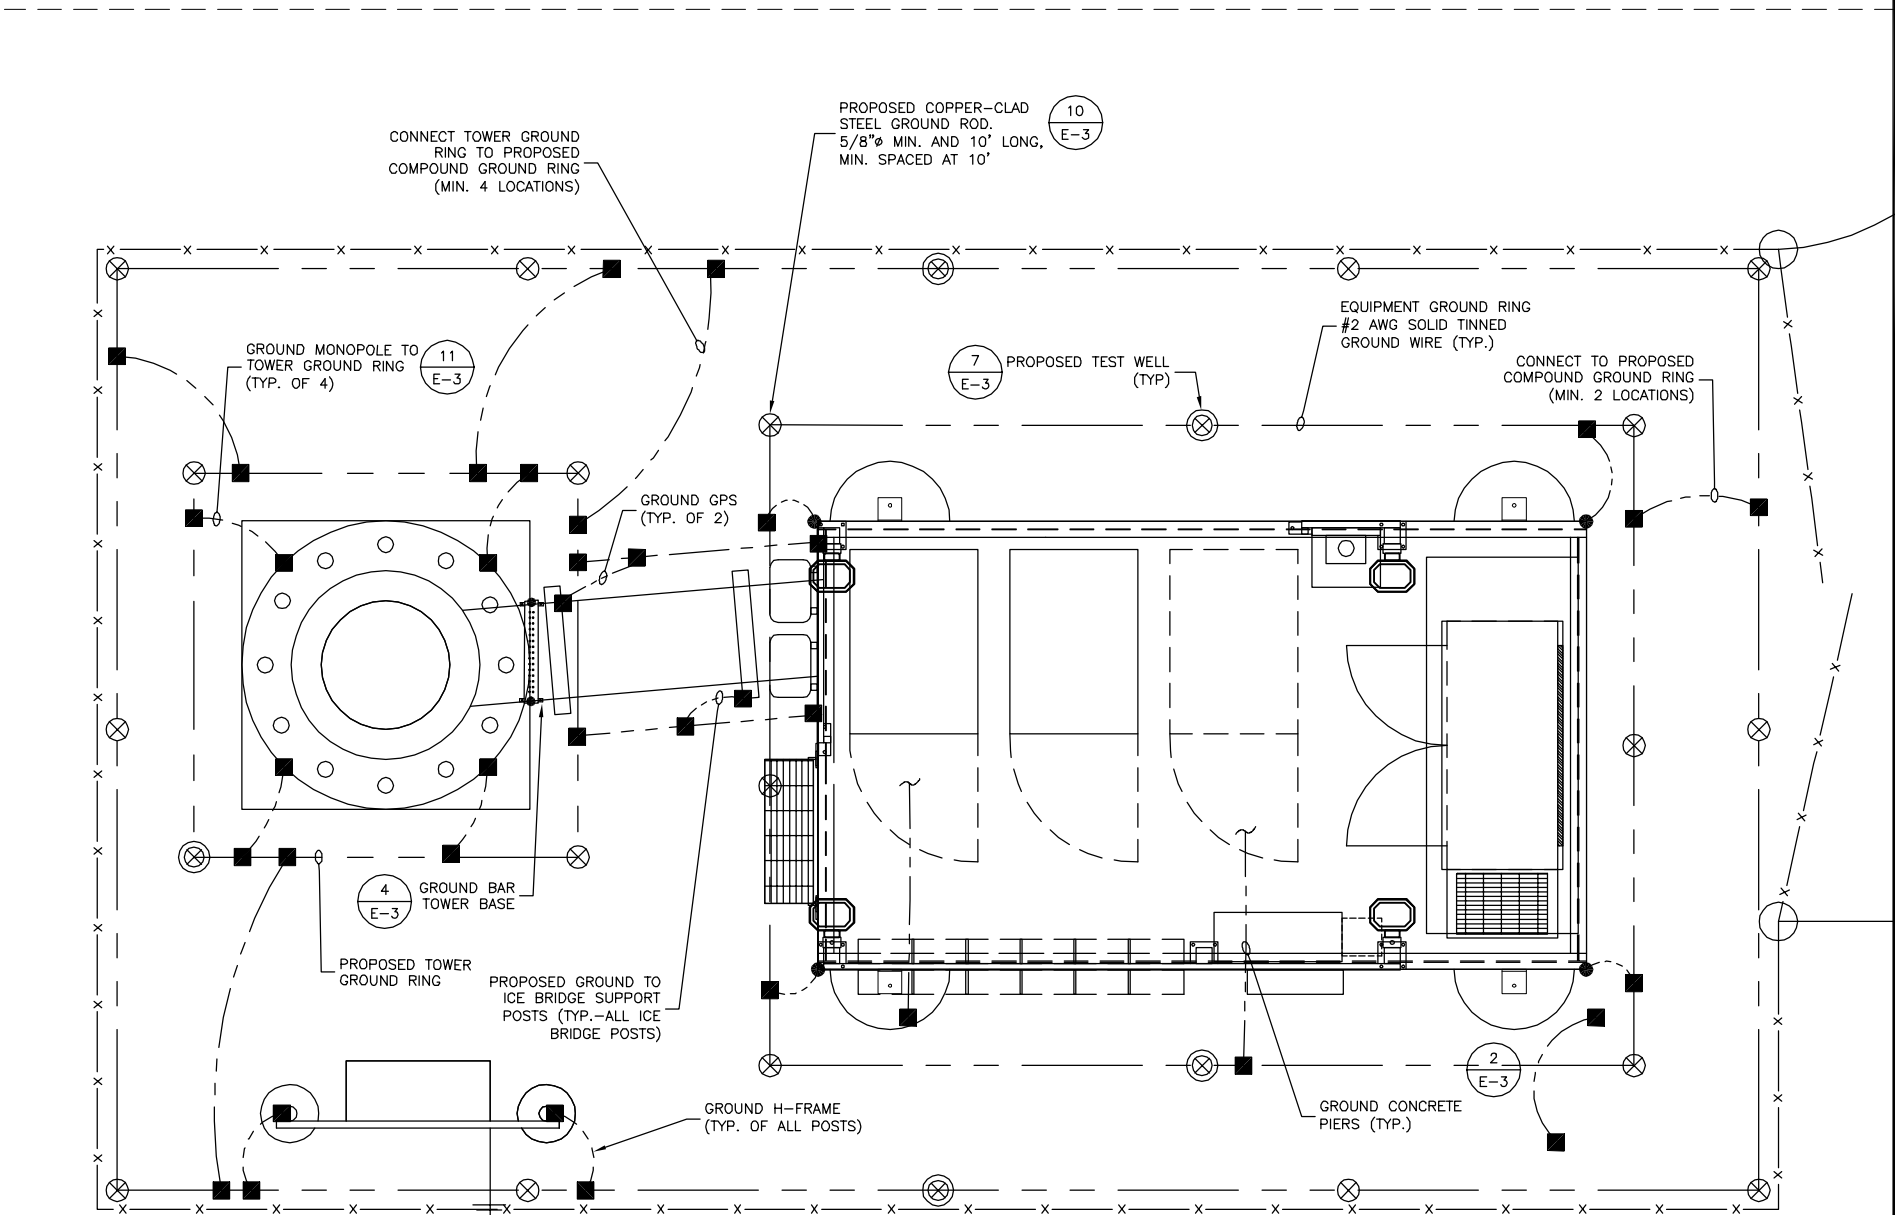 PROPOSED COPPER-CLAD
STEEL GROUND ROD.
5/8"ø MIN. AND 10' LONG,
MIN. SPACED AT 10'
10
E-3
CONNECT TOWER GROUND
RING TO PROPOSED
COMPOUND GROUND RING
(MIN. 4 LOCATIONS)
EQUIPMENT GROUND RING
#2 AWG SOLID TINNED
GROUND WIRE (TYP.)
GROUND MONOPOLE TO
TOWER GROUND RING
(TYP. OF 4)
11
E-3
7
E-3
PROPOSED TEST WELL
(TYP)
CONNECT TO PROPOSED
COMPOUND GROUND RING
(MIN. 2 LOCATIONS)
GROUND GPS
(TYP. OF 2)
4
E-3
GROUND BAR
TOWER BASE
PROPOSED TOWER
GROUND RING
PROPOSED GROUND TO
ICE BRIDGE SUPPORT
POSTS (TYP.-ALL ICE
BRIDGE POSTS)
2
E-3
GROUND H-FRAME
(TYP. OF ALL POSTS)
GROUND CONCRETE
PIERS (TYP.)